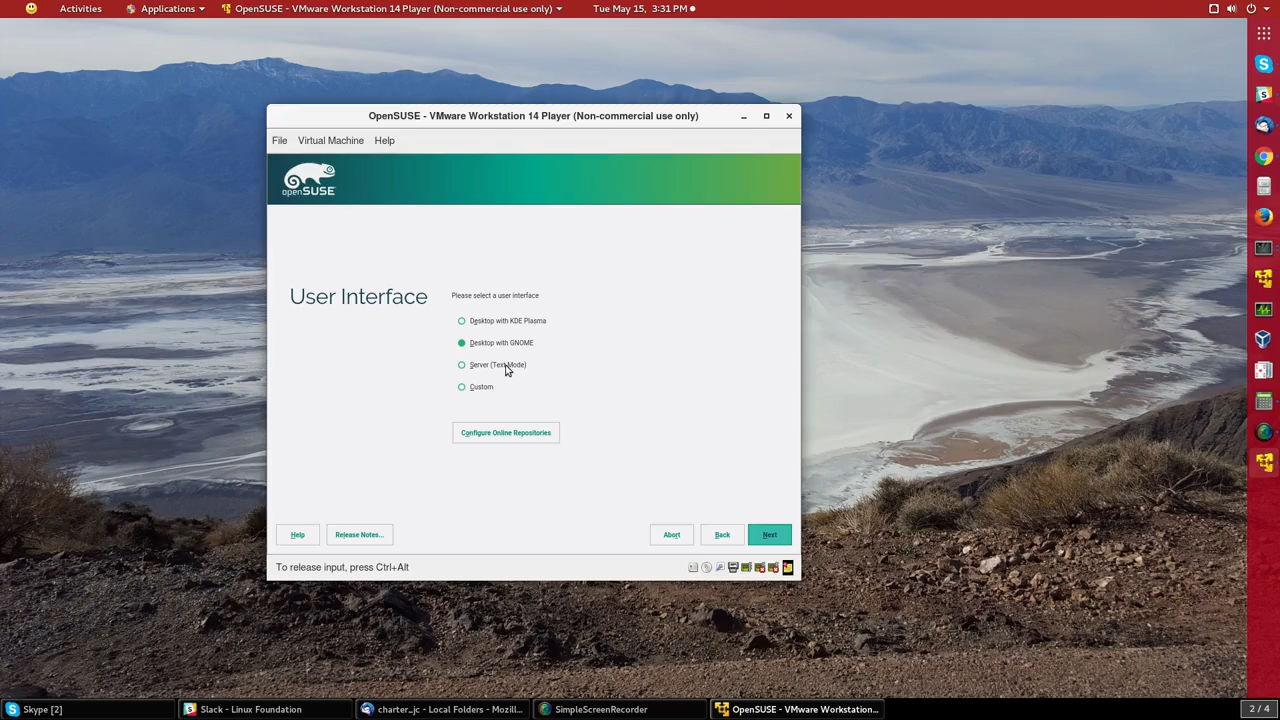 Activities
Applications
OpenSUSE - VMware Workstation 14 Player (Non-commercial use only)
Tue May 15, 3:31 PM
OpenSUSE - VMware Workstation 14 Player (Non-commercial use only)
File Virtual Machine Help
openSUSE
User Interface
Please select a user interface
Desktop with KDE Plasma
Desktop with GNOME
Server (Text Mode)
Custom
Configure Online Repositories
Help
Release Notes...
Abort
Back
Next
To release input, press Ctrl+Alt
Skype [2]
Slack - Linux Foundation
charter_jc - Local Folders - Mozill...
SimpleScreenRecorder
OpenSUSE - VMware Workstation...
2 / 4